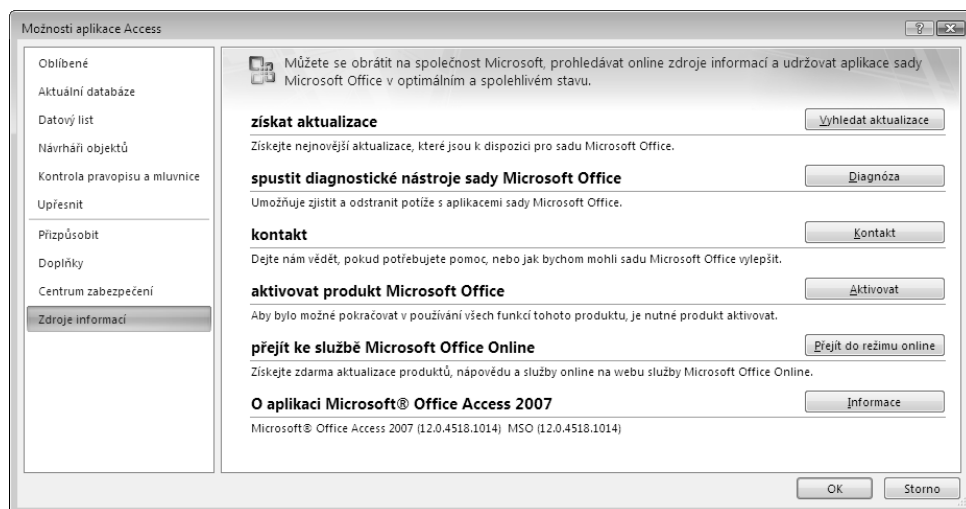 Možnosti aplikace Access
Oblíbené
Aktuální databáze
Datový list
Návrháři objektů
Kontrola pravopisu a mluvnice
Upřesnit
Přizpůsobit
Doplňky
Centrum zabezpečení
Zdroje informací
Můžete se obrátit na společnost Microsoft, prohledávat online zdroje informací a udržovat aplikace sady
Microsoft Office v optimálním a spolehlivém stavu.
získat aktualizace
Vyhledat aktualizace
Získejte nejnovější aktualizace, které jsou k dispozici pro sadu Microsoft Office.
spustit diagnostické nástroje sady Microsoft Office
Diagnóza
Umožňuje zjistit a odstranit potíže s aplikacemi sady Microsoft Office.
kontakt
Kontakt
Dejte nám vědět, pokud potřebujete pomoc, nebo jak bychom mohli sadu Microsoft Office vylepšit.
aktivovat produkt Microsoft Office
Aktivovat
Aby bylo možné pokračovat v používání všech funkcí tohoto produktu, je nutné produkt aktivovat.
přejít ke službě Microsoft Office Online
Přejít do režimu online
Získejte zdarma aktualizace produktů, nápovědu a služby online na webu služby Microsoft Office Online.
O aplikaci Microsoft® Office Access 2007
Informace
Microsoft® Office Access 2007 (12.0.4518.1014) MSO (12.0.4518.1014)
OK
Storno